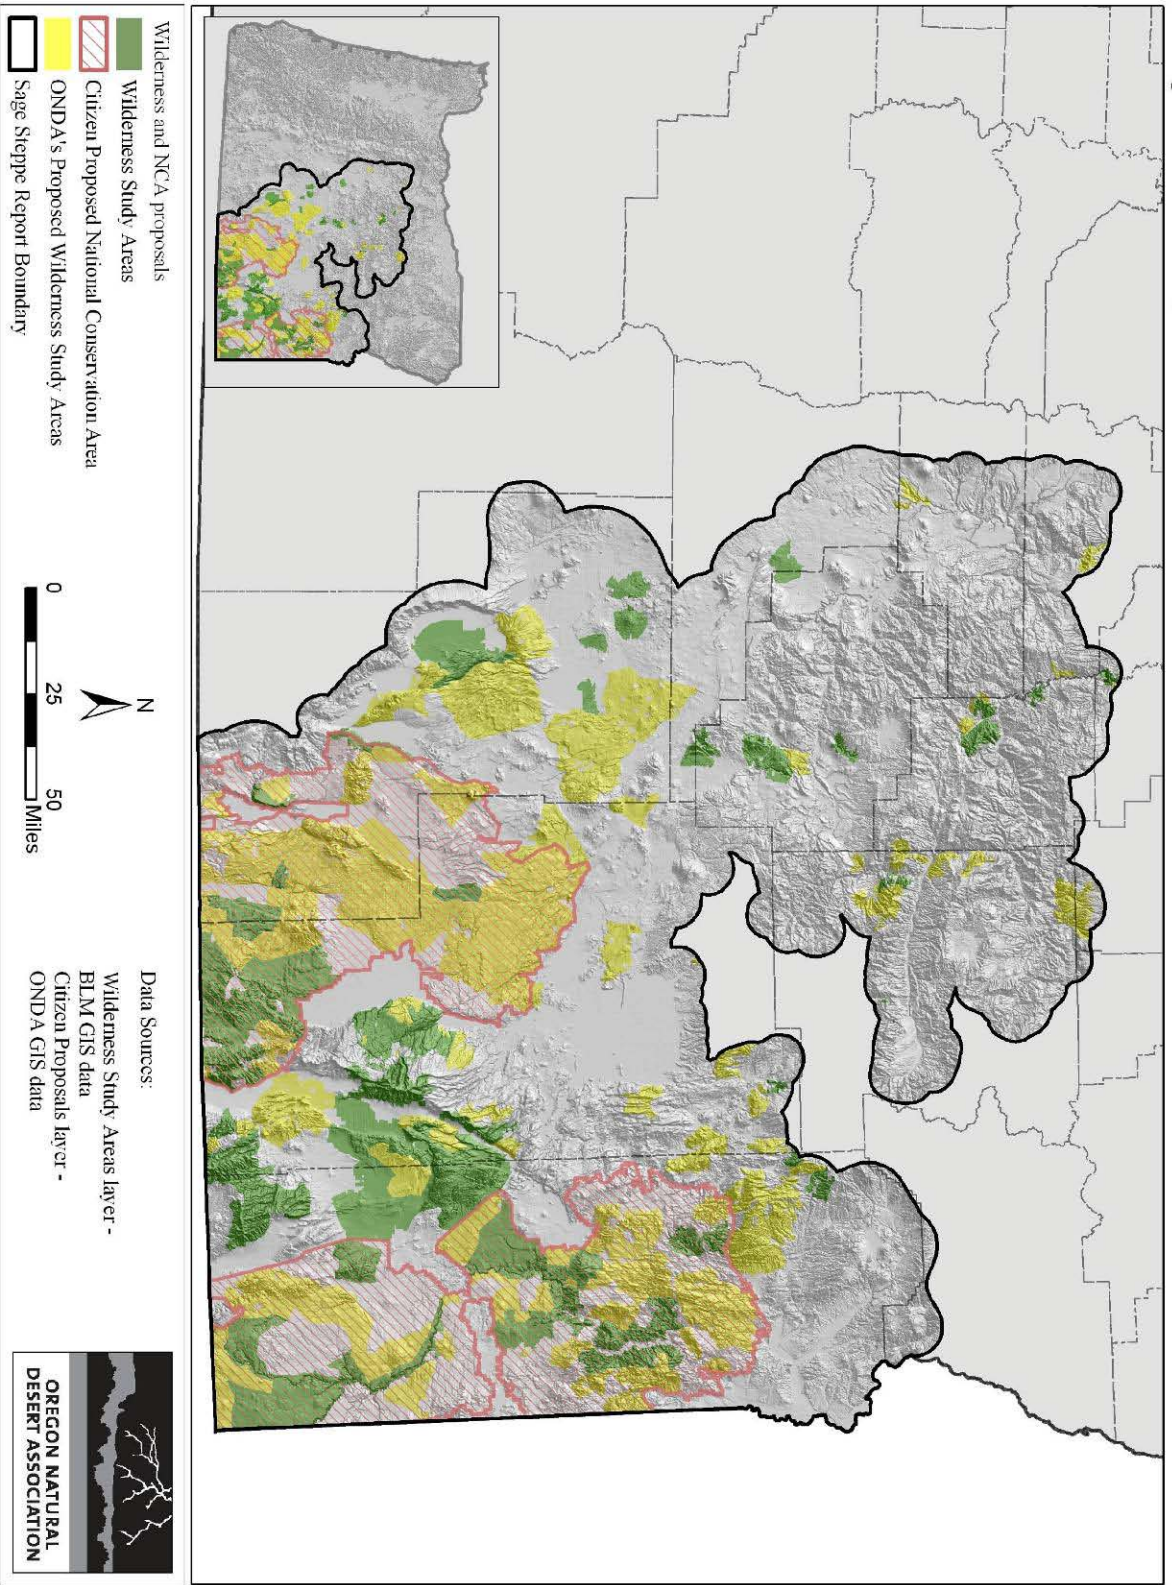 Wilderness and NCA proposals
Wilderness Study Areas
Citizen Proposed National Conservation Area
ONDA's Proposed Wilderness Study Areas
Sage Steppe Report Boundary
0 25 50
Miles
N
Data Sources:
Wilderness Study Areas layer -
BLM GIS data
Citizen Proposals layer -
ONDA GIS data
OREGON NATURAL
DESERT ASSOCIATION